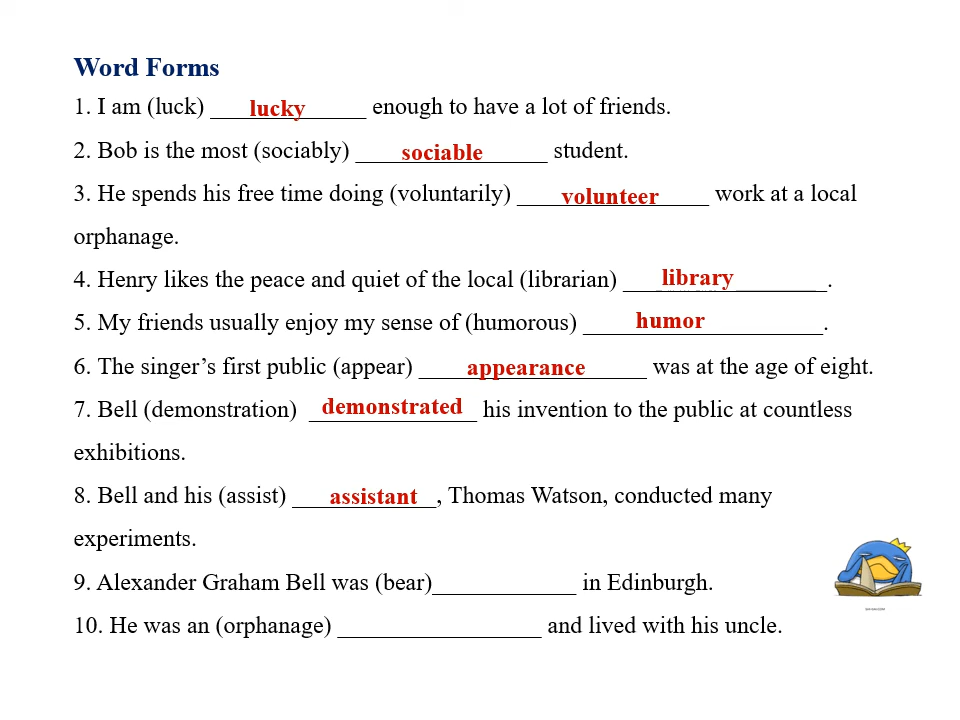 Word Forms
1. I am (luck) lucky enough to have a lot of friends.
2. Bob is the most (sociably) sociable student.
3. He spends his free time doing (voluntarily) volunteer work at a local
orphanage.
4. Henry likes the peace and quiet of the local (librarian) library.
5. My friends usually enjoy my sense of (humorous) humor.
6. The singer’s first public (appear) appearance was at the age of eight.
7. Bell (demonstration) demonstrated his invention to the public at countless
exhibitions.
8. Bell and his (assist) assistant, Thomas Watson, conducted many
experiments.
9. Alexander Graham Bell was (bear)____________ in Edinburgh.
10. He was an (orphanage) _________________ and lived with his uncle.